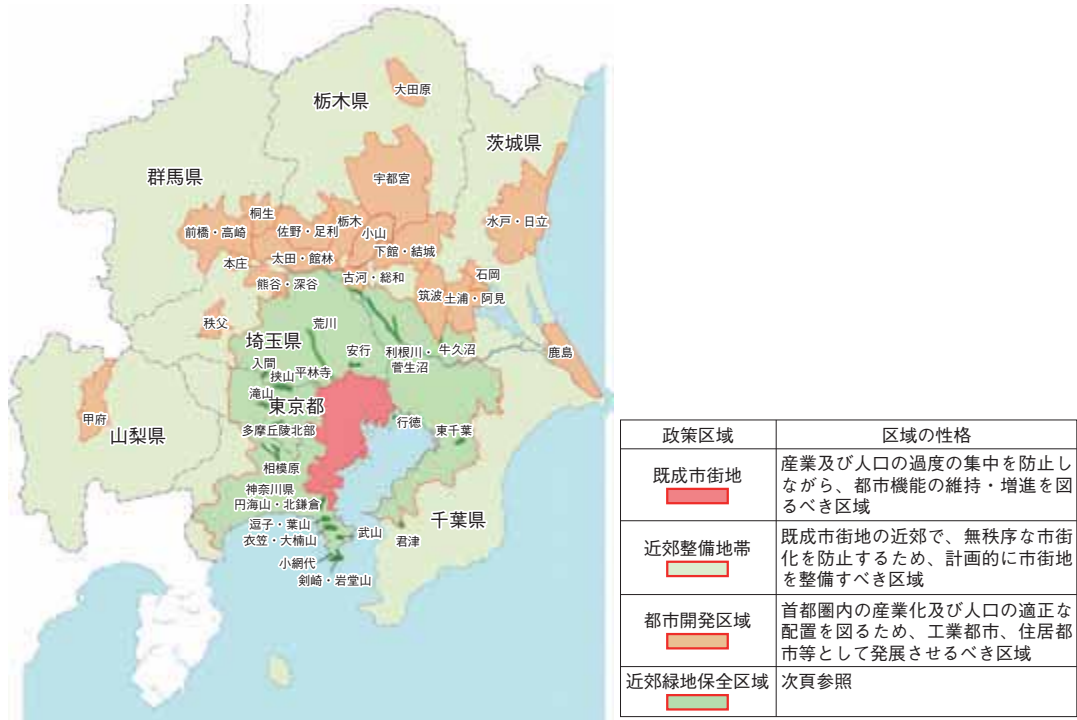 大田原
栃木県
茨城県
群馬県
宇都宮
桐生
栃木
前橋・高崎
佐野・足利
小山
水戸・日立
下館・結城
本庄
太田・館林
石岡
熊谷・深谷
古河・総和
筑波
土浦・阿見
秩父
荒川
埼玉県
安行
利根川・
菅生沼
牛久沼
鹿島
入間
狭山
平林寺
滝山
東京都
甲府
山梨県
行徳
多摩丘陵北部
東千葉
相模原
神奈川県
円海山・北鎌倉
千葉県
逗子・葉山
武山
衣笠・大楠山
君津
小網代
剣崎・岩堂山
政策区域
区域の性格
既成市街地
産業及び人口の過度の集中を防止し
ながら、都市機能の維持・増進を図
るべき区域
近郊整備地帯
既成市街地の近郊で、無秩序な市街
化を防止するため、計画的に市街地
を整備すべき区域
都市開発区域
首都圏内の産業化及び人口の適正な
配置を図るため、工業都市、住居都
市等として発展させるべき区域
近郊緑地保全区域
次頁参照